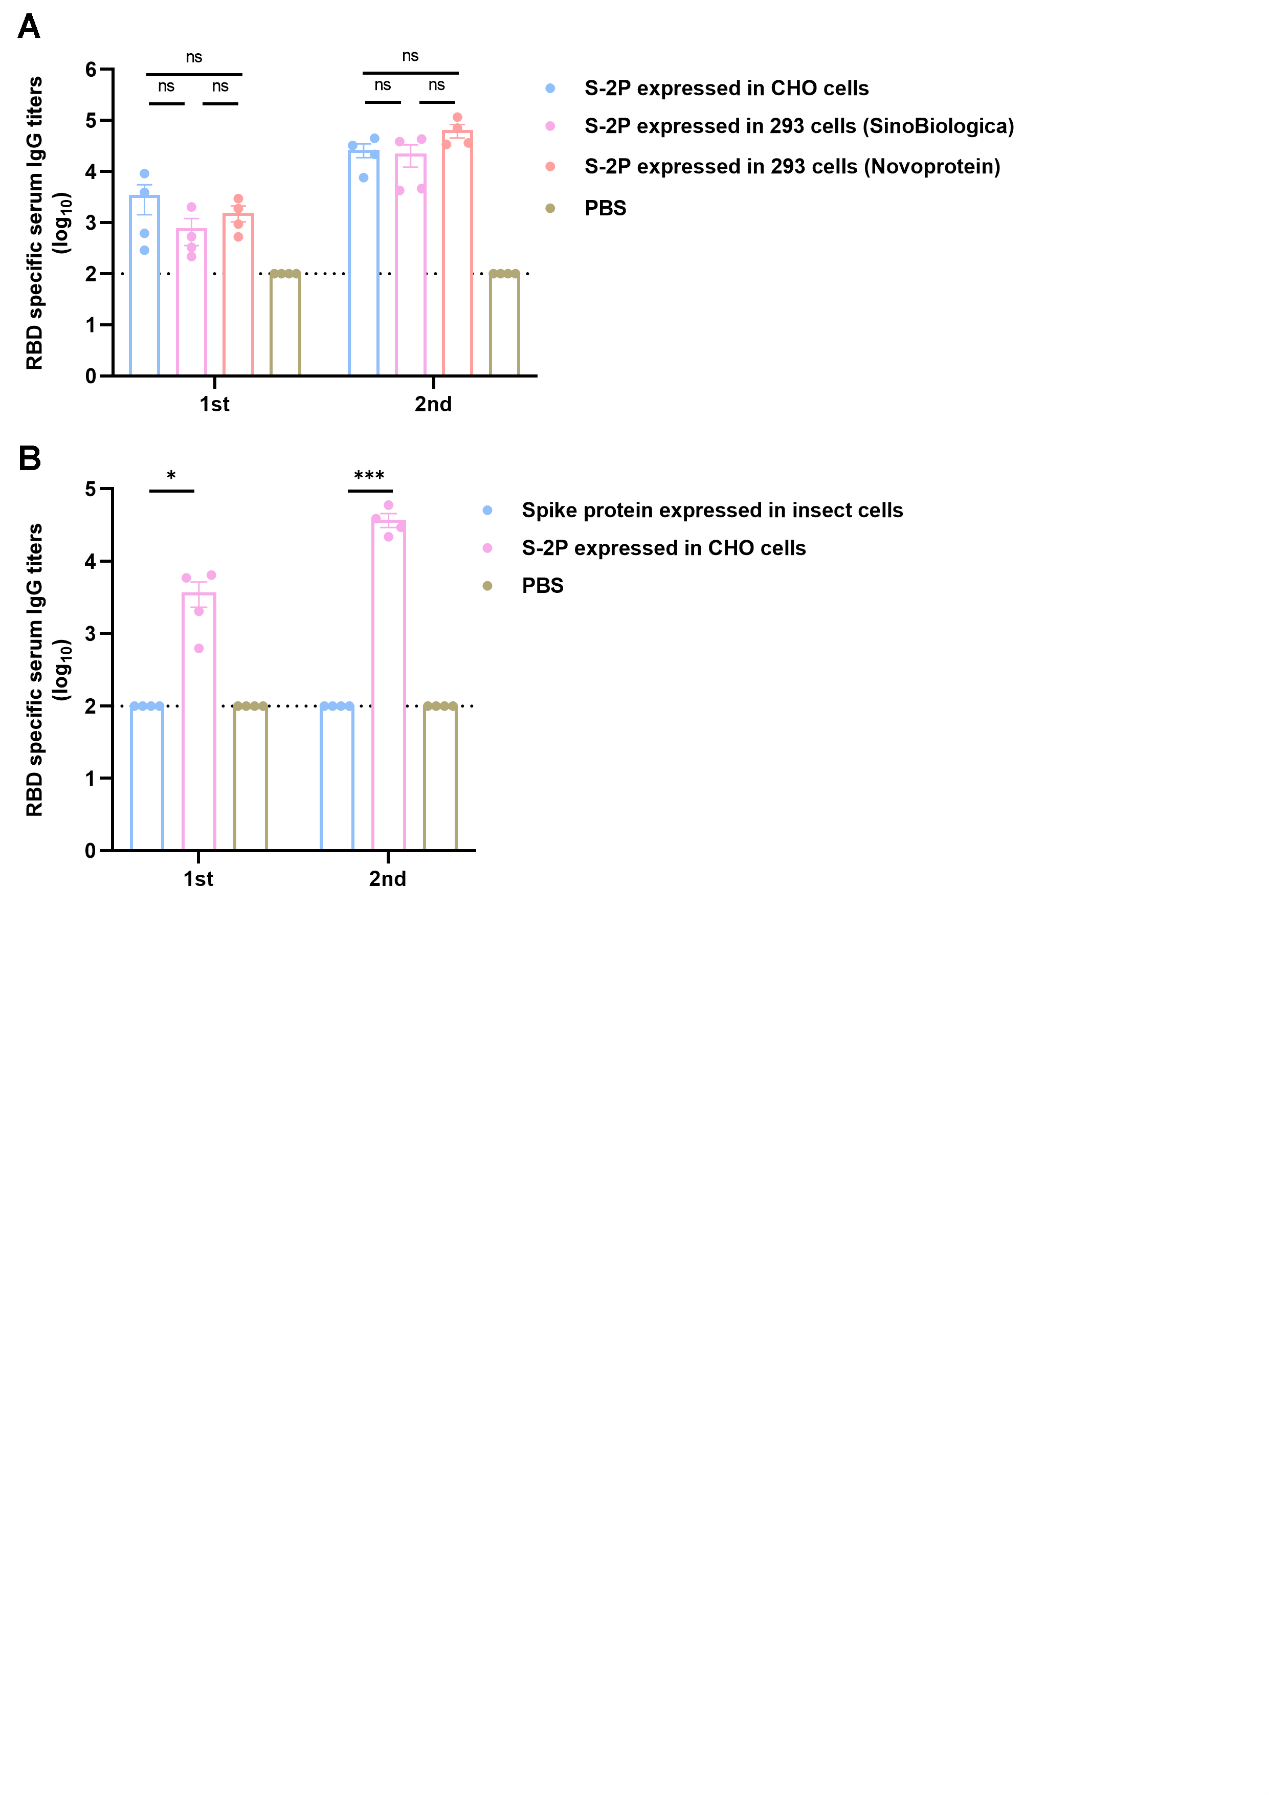 A
ns
ns
ns ns
ns ns
6
5
4
3
2
1
0
RBD specific serum IgG titers
(log10)
1st
2nd
S-2P expressed in CHO cells
S-2P expressed in 293 cells (SinoBiologica)
S-2P expressed in 293 cells (Novoprotein)
PBS
B
*
***
5
4
3
2
1
0
RBD specific serum IgG titers
(log10)
1st
2nd
Spike protein expressed in insect cells
S-2P expressed in CHO cells
PBS